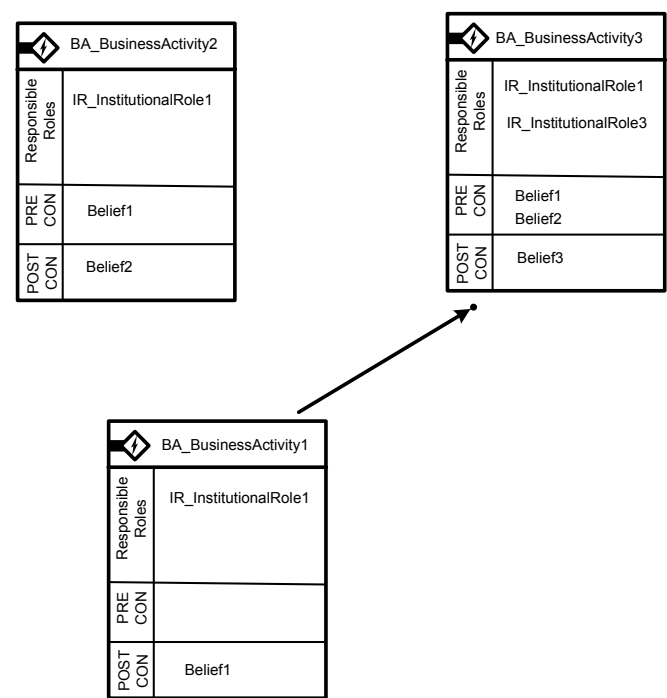 BA_BusinessActivity2
Responsible
Roles
IR_InstitutionalRole1
PRE
CON
Belief1
POST
CON
Belief2
BA_BusinessActivity3
Responsible
Roles
IR_InstitutionalRole1
IR_InstitutionalRole3
PRE
CON
Belief1
Belief2
POST
CON
Belief3
BA_BusinessActivity1
Responsible
Roles
IR_InstitutionalRole1
PRE
CON
POST
CON
Belief1